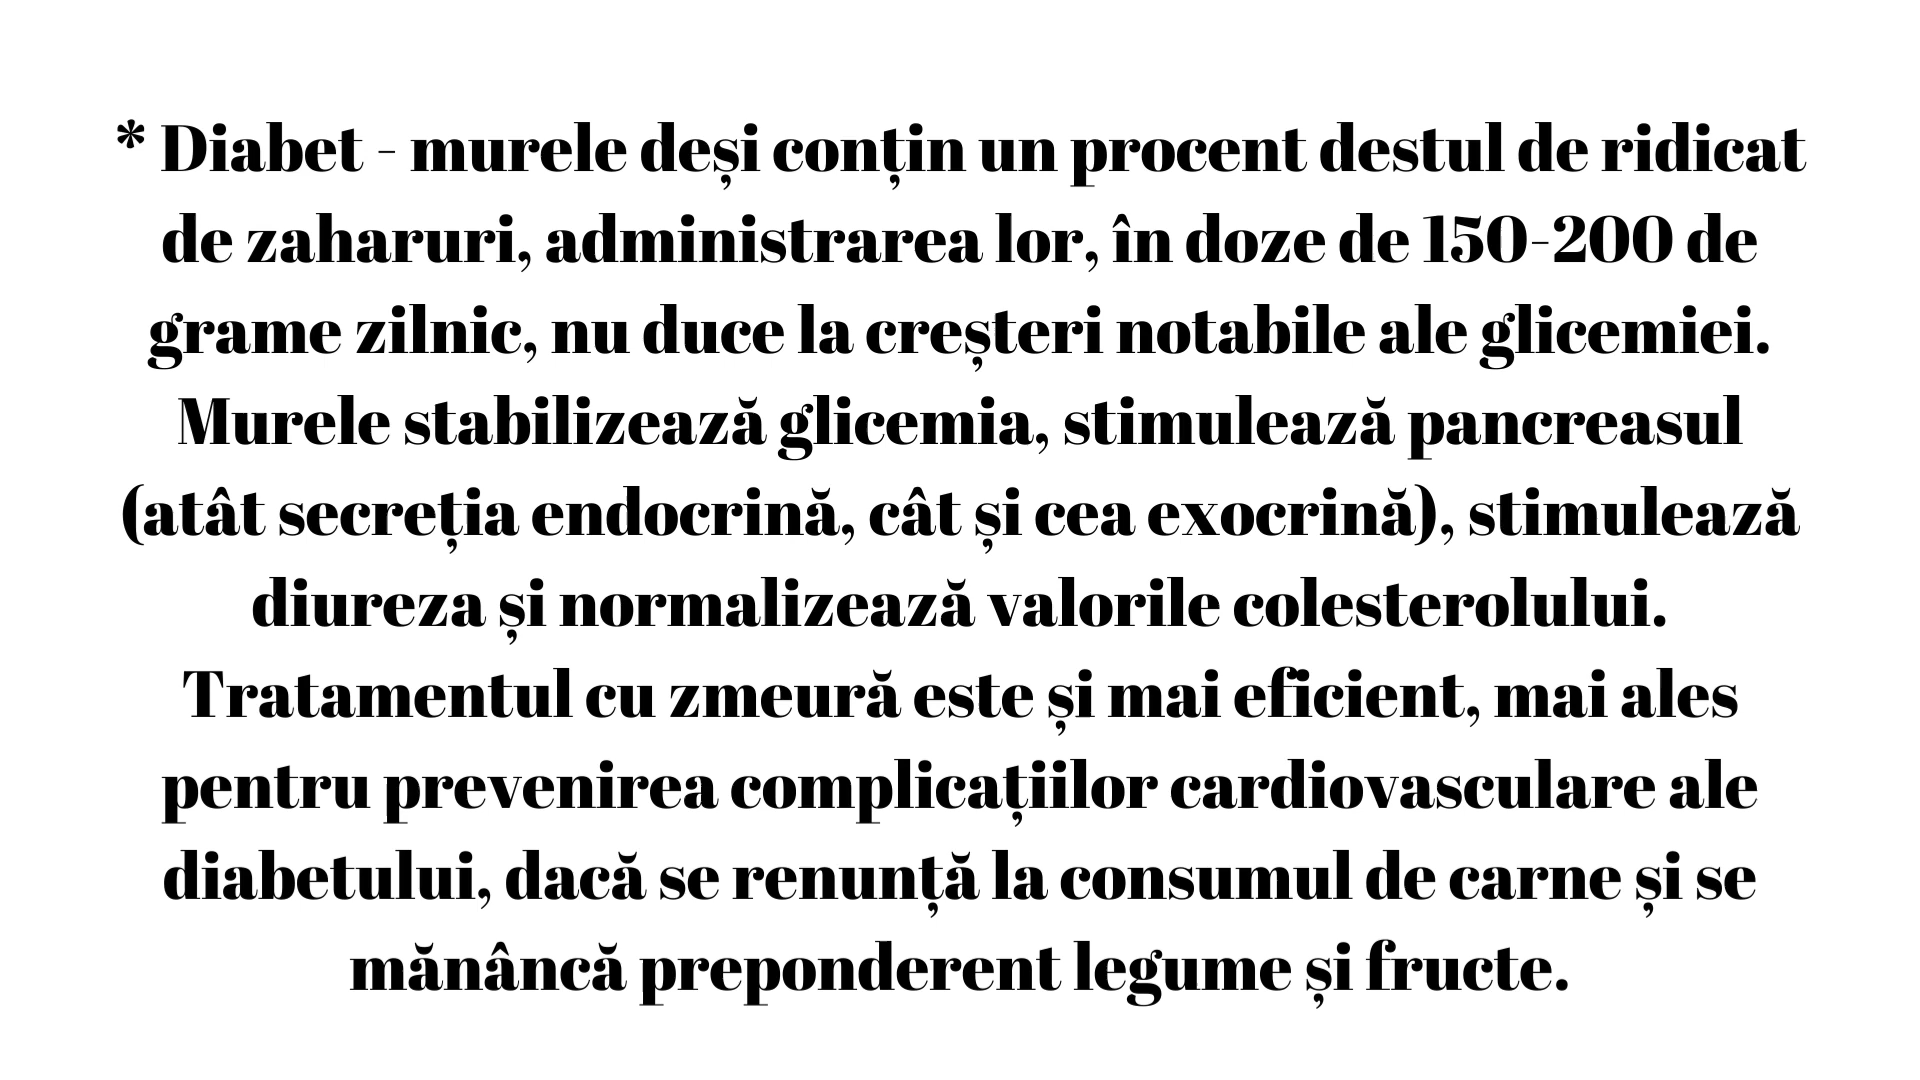 * Diabet - murele deși conțin un procent destul de ridicat
de zaharuri, administrarea lor, în doze de 150-200 de
grame zilnic, nu duce la creșteri notabile ale glicemiei.
Murele stabilizează glicemia, stimulează pancreasul
(atât secreția endocrină, cât și cea exocrină), stimulează
diureza și normalizează valorile colesterolului.
Tratamentul cu zmeură este și mai eficient, mai ales
pentru prevenirea complicațiilor cardiovasculare ale
diabetului, dacă se renunță la consumul de carne și se
mănâncă preponderent legume și fructe.